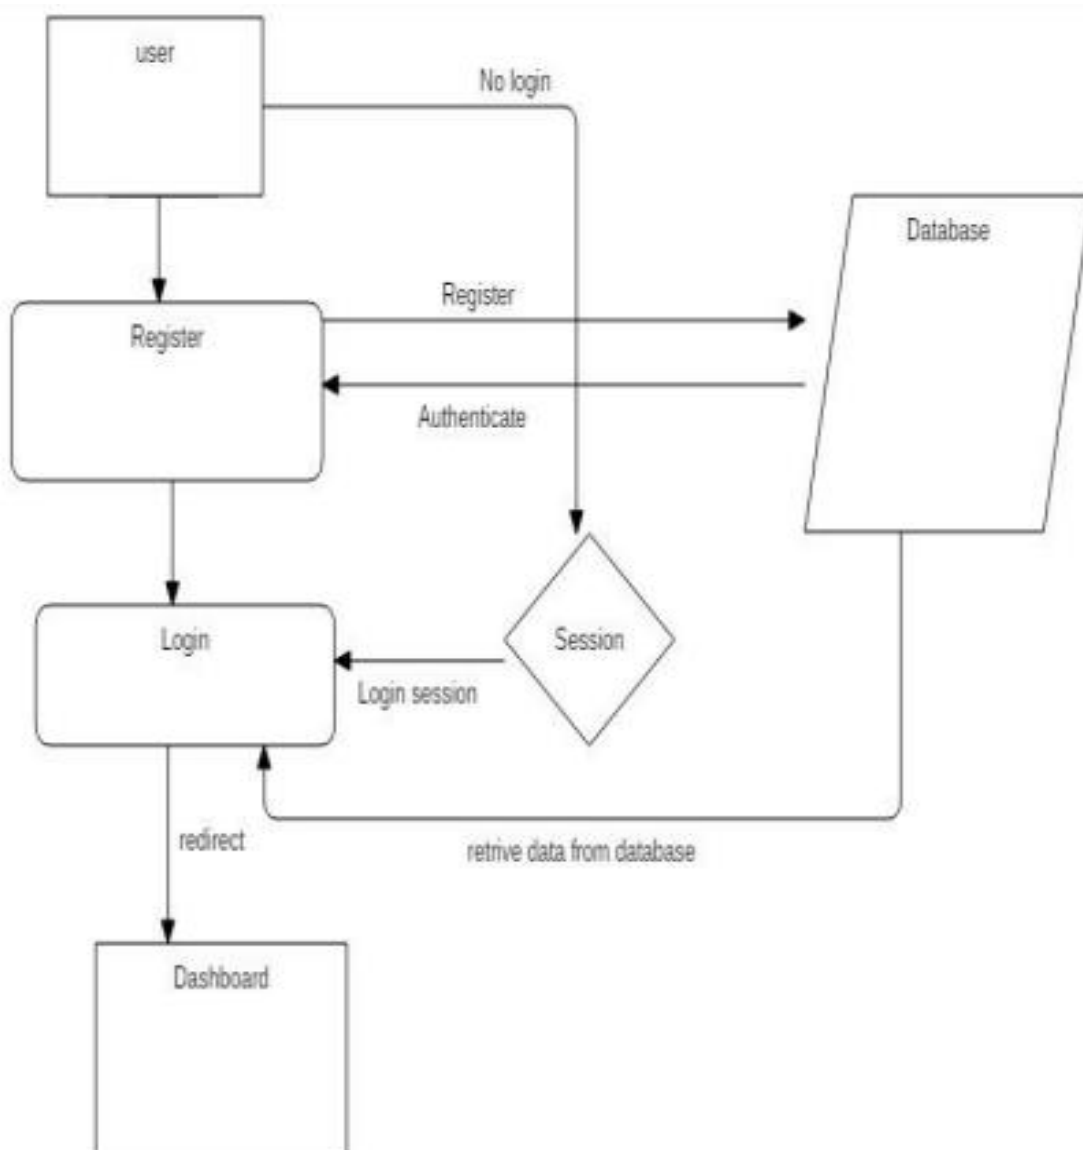 user
No login
Database
Register
Register
Authenticate
Login
Session
Login session
redirect
retrive data from database
Dashboard